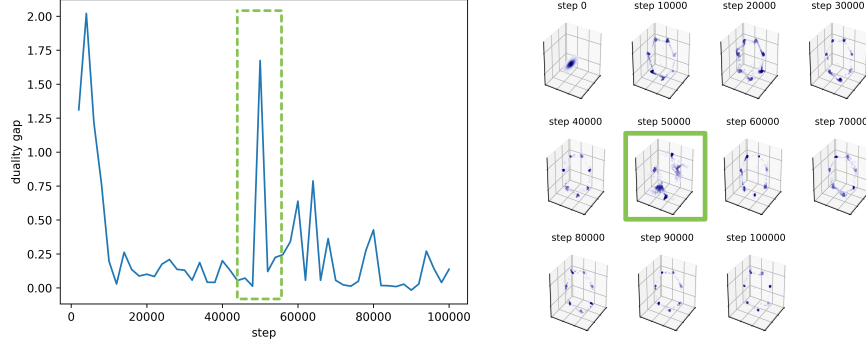 2.00
1.75
1.50
1.25
1.00
0.75
0.50
0.25
0.00
duality gap
0 20000 40000 60000 80000 100000
step
step 0 step 10000 step 20000 step 30000
step 40000 step 50000 step 60000 step 70000
step 80000 step 90000 step 100000